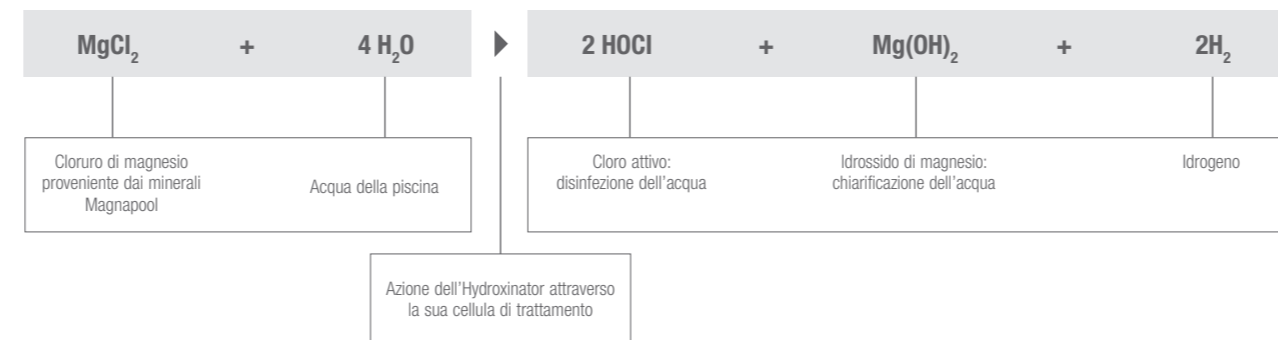 MgCl₂ + 4 H₂O ▶ 2 HOCl + Mg(OH)₂ + 2H₂
Cloruro di magnesio
proveniente dai minerali
Magnapool
Acqua della piscina
Cloro attivo:
disinfezione dell'acqua
Idrossido di magnesio:
chiarificazione dell'acqua
Idrogeno
Azione dell'Hydroxinator attraverso
la sua cellula di trattamento